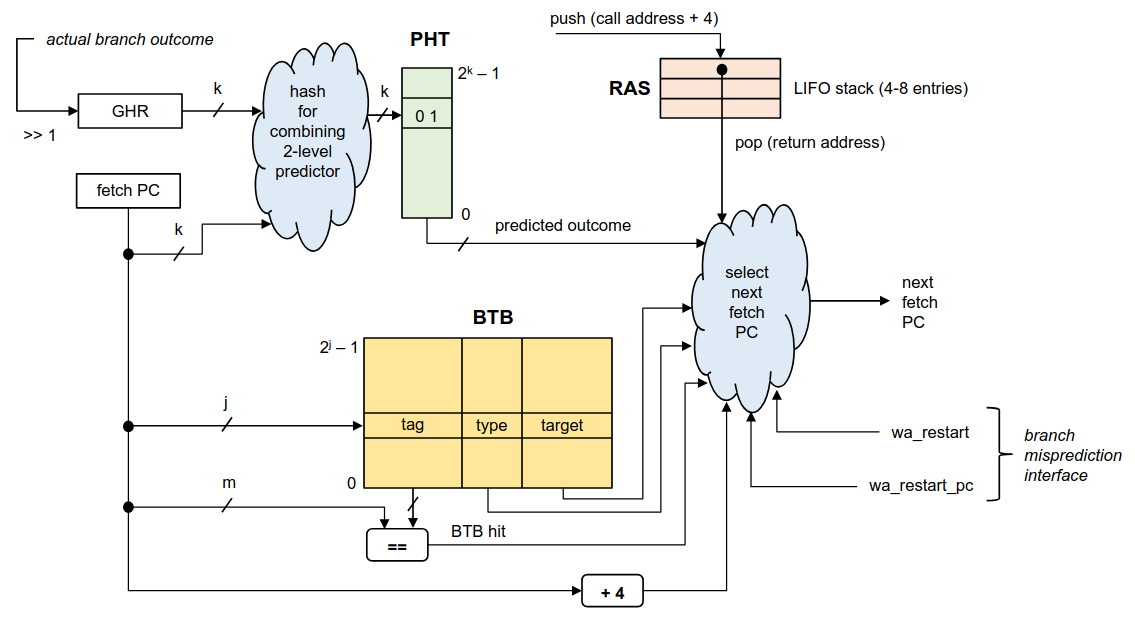 push (call address + 4)
actual branch outcome
PHT
2ᵏ – 1
RAS
LIFO stack (4-8 entries)
GHR
k
hash
for
combining
2-level
predictor
k
0 1
>> 1
pop (return address)
fetch PC
0
k
predicted outcome
select
next
fetch
PC
next
fetch
PC
BTB
2ʲ – 1
j
tag
type
target
wa_restart
branch
misprediction
interface
0
m
wa_restart_pc
==
BTB hit
+ 4